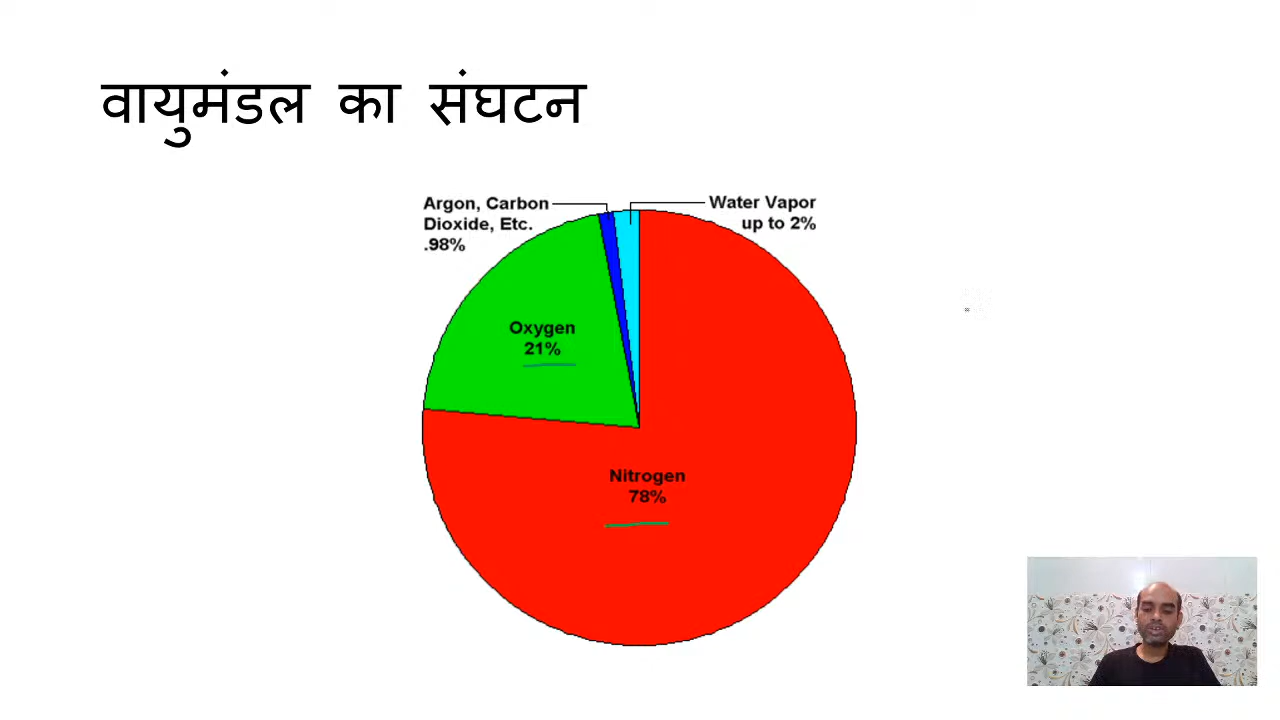 वायुमंडल का संघटन
Argon, Carbon
Dioxide, Etc.
.98%
Water Vapor
up to 2%
Oxygen
21%
Nitrogen
78%